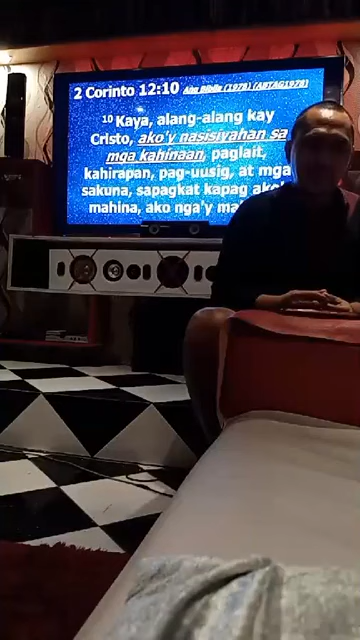 2 Corinto 12:10 Ang Biblia (1978) (ABTAG1978)
10 Kaya, alang-alang kay
Cristo, ako'y nasisiyahan sa
mga kahinaan, paglait,
kahirapan, pag-uusig, at mga
sakuna, sapagkat kapag ako'y
mahina, ako nga'y